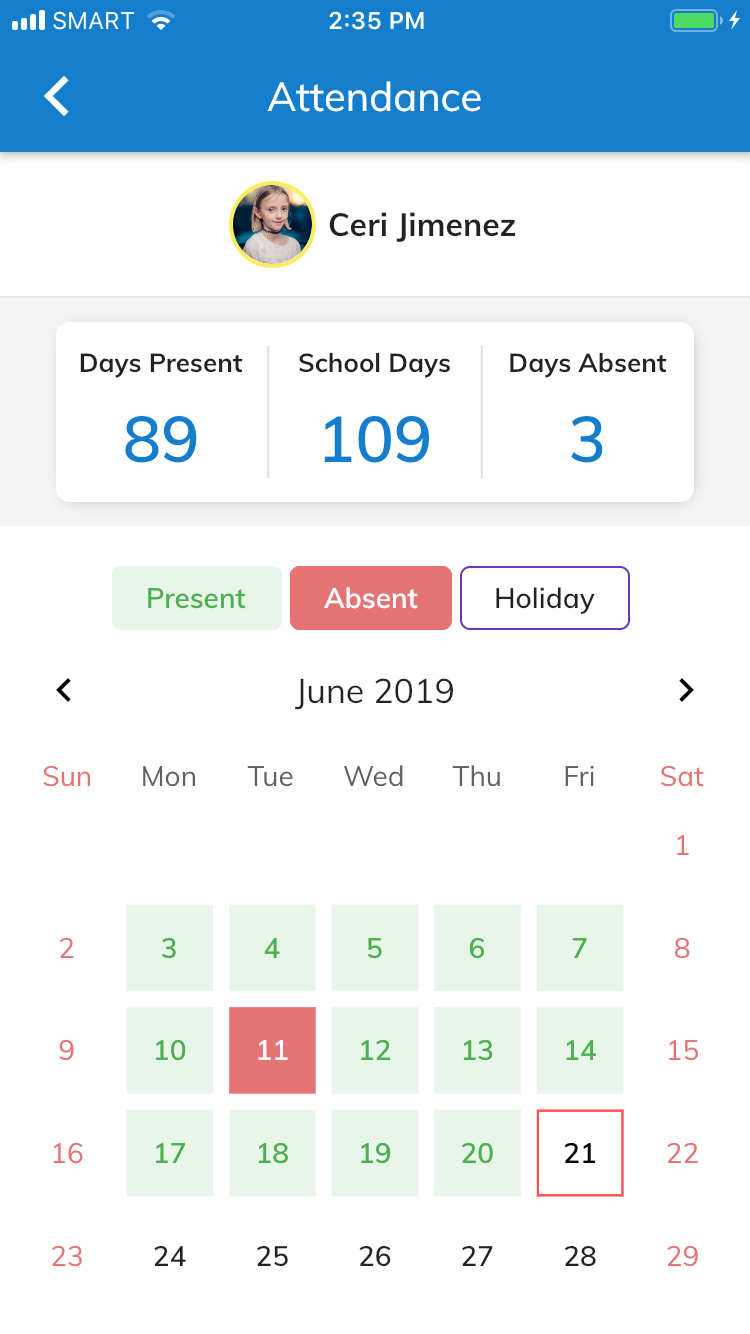 SMART 2:35 PM
Attendance
Ceri Jimenez
Days Present School Days Days Absent
89 109 3
Present Absent Holiday
June 2019
Sun Mon Tue Wed Thu Fri Sat
1
2 3 4 5 6 7 8
9 10 11 12 13 14 15
16 17 18 19 20 21 22
23 24 25 26 27 28 29